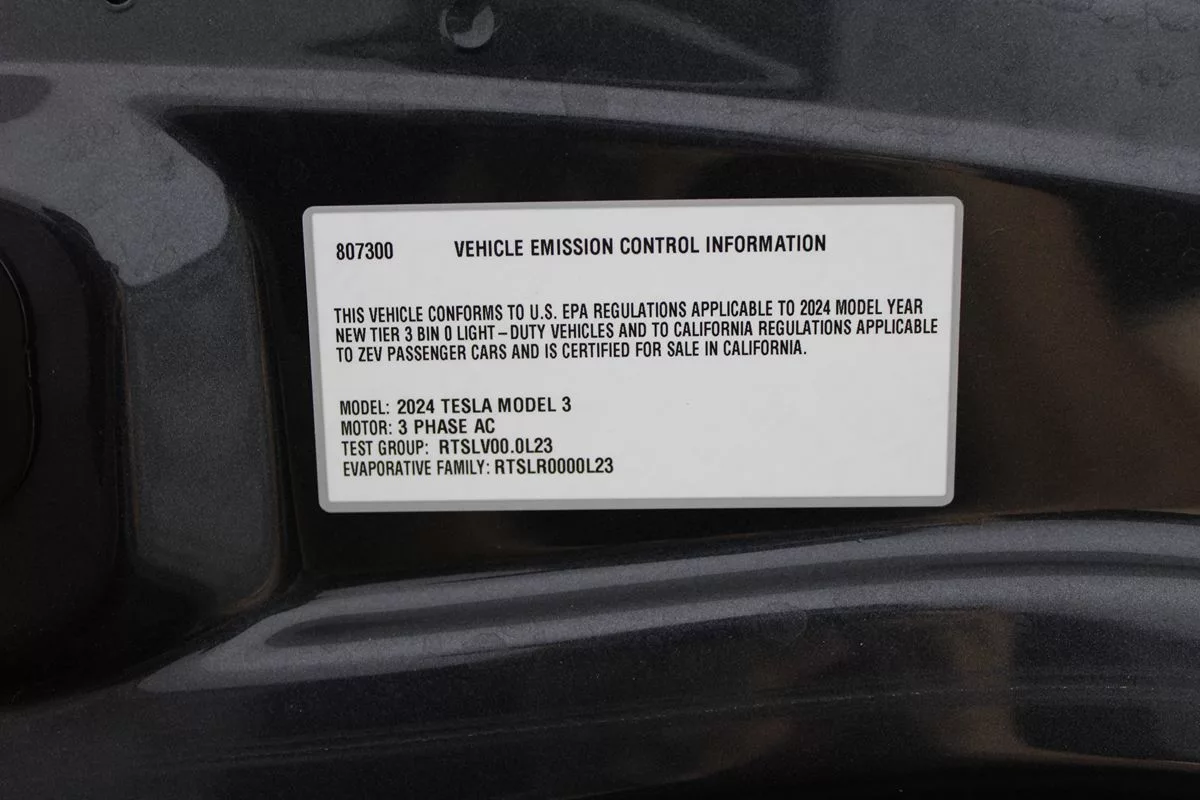 807300 VEHICLE EMISSION CONTROL INFORMATION
THIS VEHICLE CONFORMS TO U.S. EPA REGULATIONS APPLICABLE TO 2024 MODEL YEAR
NEW TIER 3 BIN 0 LIGHT-DUTY VEHICLES AND TO CALIFORNIA REGULATIONS APPLICABLE
TO ZEV PASSENGER CARS AND IS CERTIFIED FOR SALE IN CALIFORNIA.
MODEL: 2024 TESLA MODEL 3
MOTOR: 3 PHASE AC
TEST GROUP: RTSLV00.0L23
EVAPORATIVE FAMILY: RTSLR0000L23